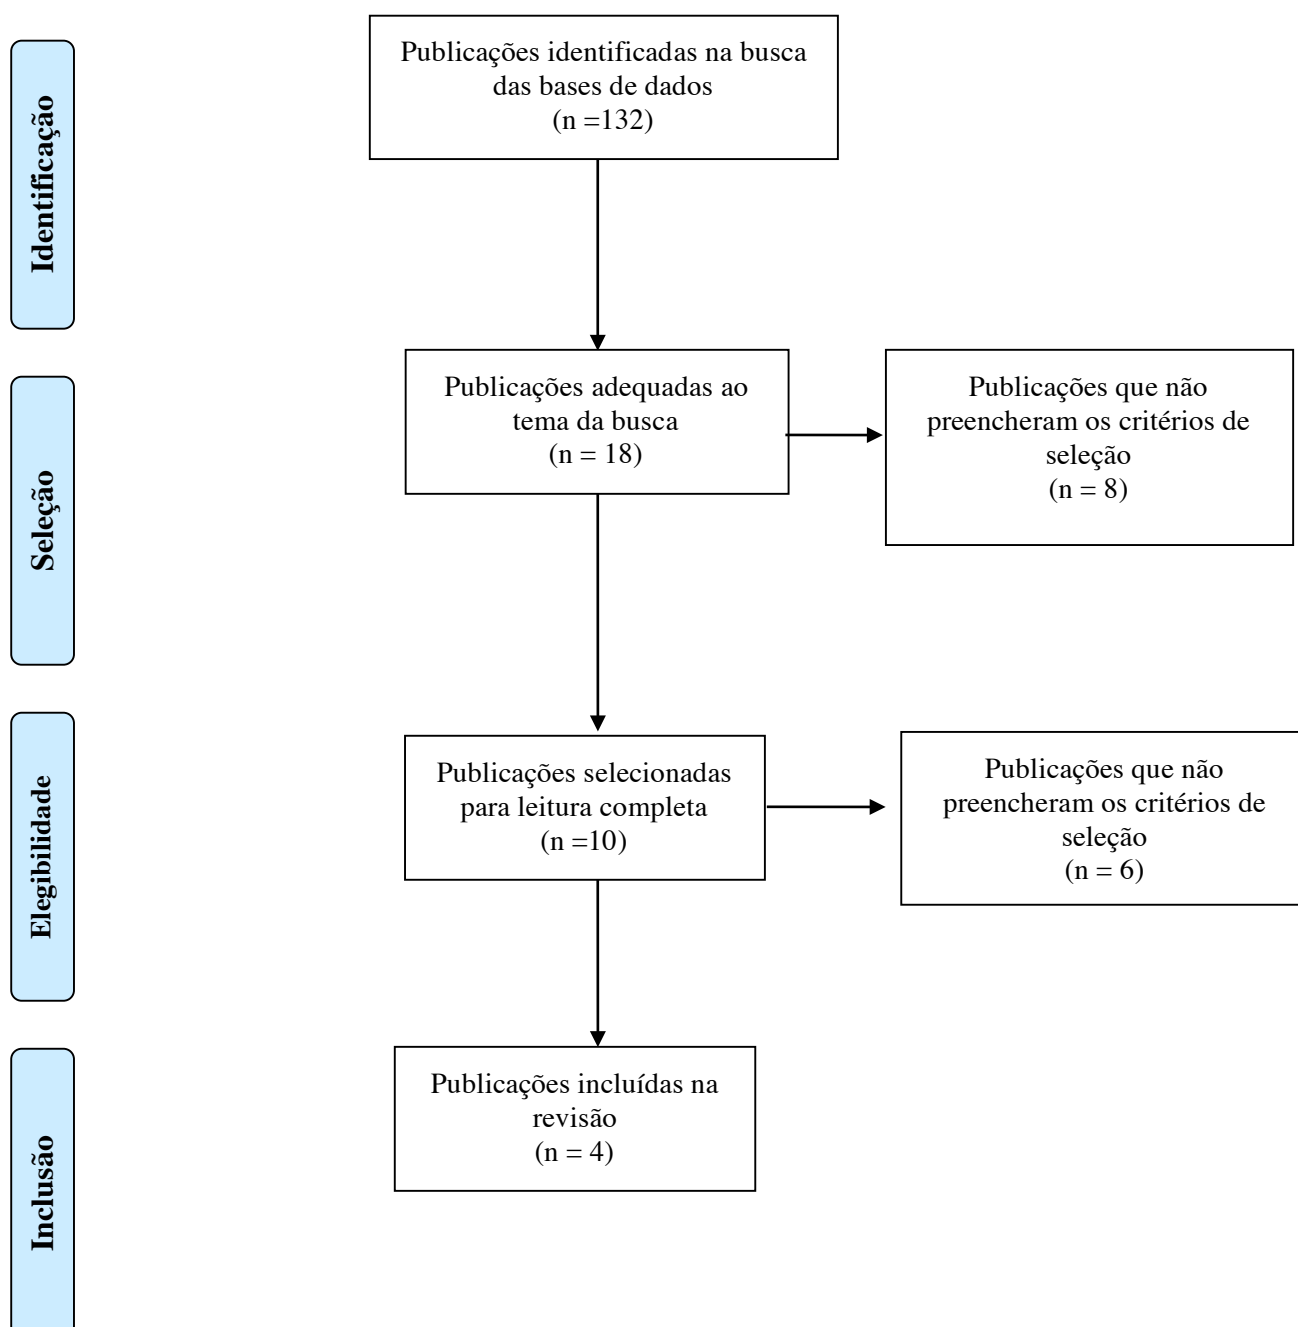 Identificação
Publicações identificadas na busca
das bases de dados
(n =132)
Seleção
Publicações adequadas ao
tema da busca
(n = 18)
Publicações que não
preencheram os critérios de
seleção
(n = 8)
Elegibilidade
Publicações selecionadas
para leitura completa
(n =10)
Publicações que não
preencheram os critérios de
seleção
(n = 6)
Inclusão
Publicações incluídas na
revisão
(n = 4)